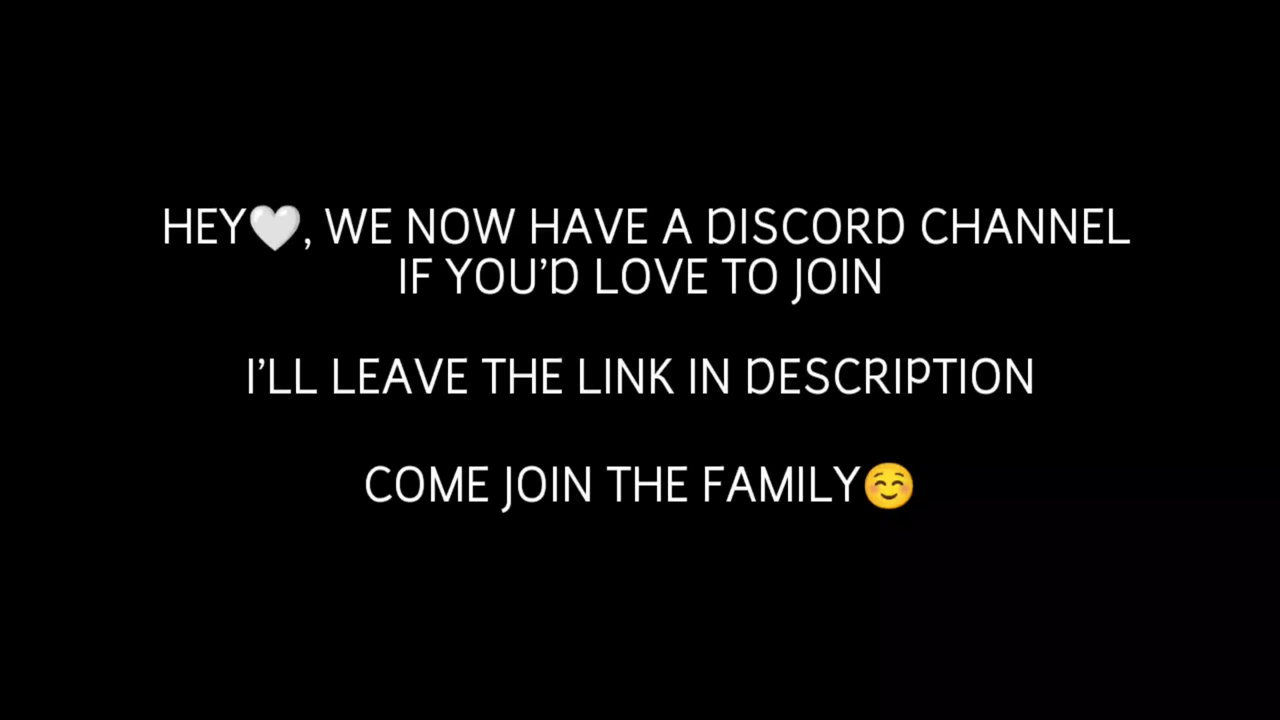 HEY🤍, WE NOW HAVE A DISCORD CHANNEL
IF YOU’D LOVE TO JOIN
I’LL LEAVE THE LINK IN DESCRIPTION
COME JOIN THE FAMILY☺️